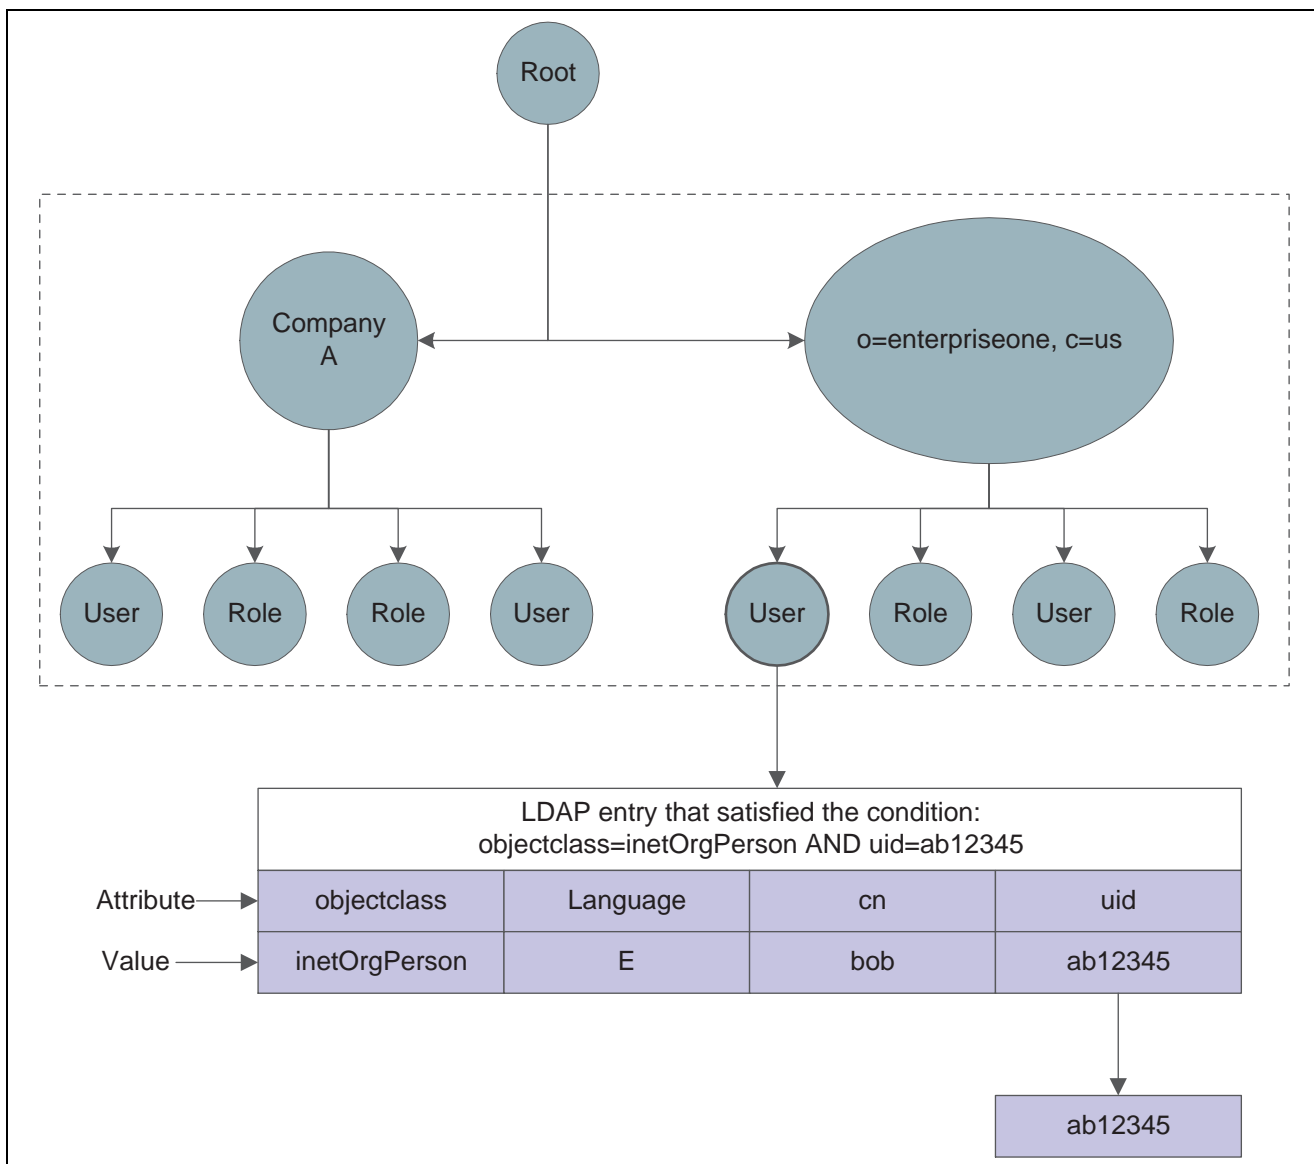 Root
Company
A
o=enterpriseone, c=us
User
Role
Role
User
User
Role
User
Role
LDAP entry that satisfied the condition:
objectclass=inetOrgPerson AND uid=ab12345
Attribute
objectclass
Language
cn
uid
Value
inetOrgPerson
E
bob
ab12345
ab12345